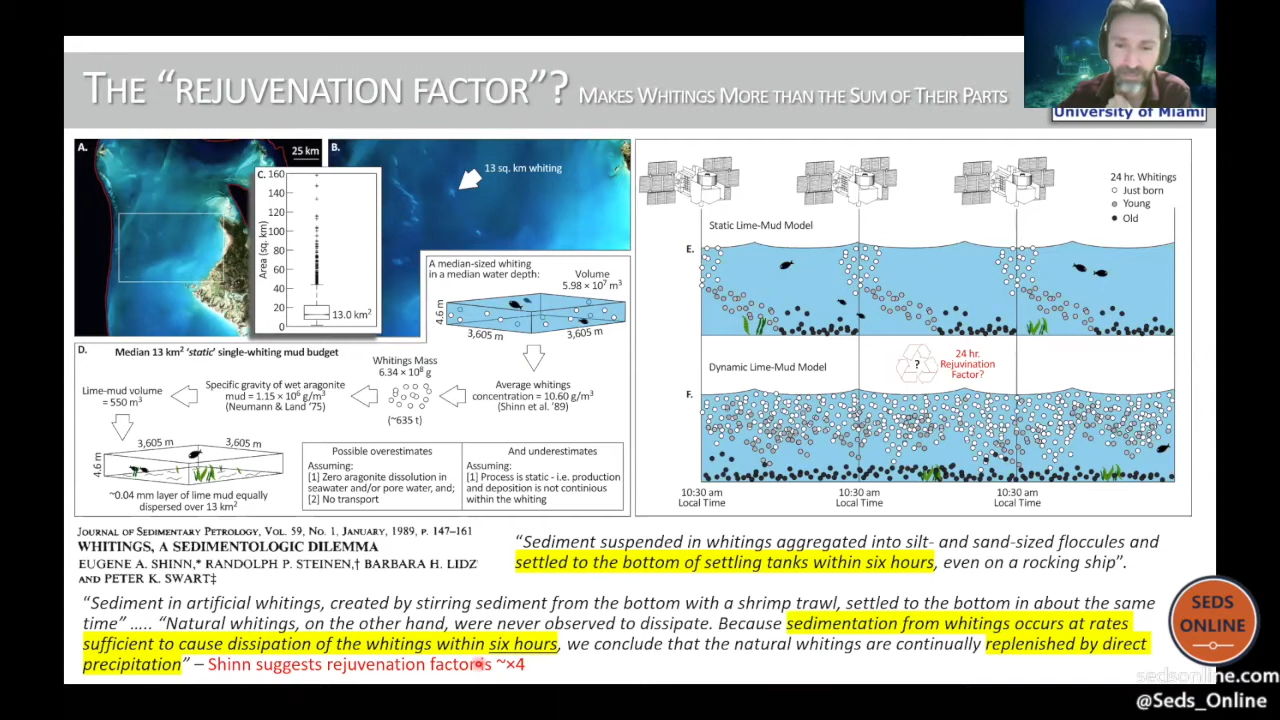 THE “REJUVENATION FACTOR”? MAKES WHITINGS MORE THAN THE SUM OF THEIR PARTS
University of Miami
A.
25 km
B.
13 sq. km whiting
C.
160
140
120
100
80
60
40
20
0
Area (sq. km)
13.0 km²
A median-sized whiting
in a median water depth:
Volume
5.98 × 10⁷ m³
4.6 m
3,605 m
3,605 m
D.
Median 13 km² ‘static’ single-whiting mud budget
Lime-mud volume
= 550 m³
Specific gravity of wet aragonite
mud = 1.15 × 10⁶ g/m³
(Neumann & Land ’75)
Whitings Mass
6.34 × 10⁸ g
(~635 t)
Average whitings
concentration = 10.60 g/m³
(Shinn et al. ’89)
3,605 m
3,605 m
4.6 m
~0.04 mm layer of lime mud equally
dispersed over 13 km²
Possible overestimates
Assuming:
[1] Zero aragonite dissolution in
seawater and/or pore water, and;
[2] No transport
And underestimates
Assuming:
[1] Process is static - i.e. production
and deposition is not continious
within the whiting
24 hr. Whitings
Just born
Young
Old
Static Lime-Mud Model
E.
Dynamic Lime-Mud Model
?
24 hr.
Rejuvination
Factor?
F.
10:30 am
Local Time
10:30 am
Local Time
10:30 am
Local Time
JOURNAL OF SEDIMENTARY PETROLOGY, VOL. 59, NO. 1, JANUARY, 1989, P. 147–161
WHITINGS, A SEDIMENTOLOGIC DILEMMA
EUGENE A. SHINN,* RANDOLPH P. STEINEN,† BARBARA H. LIDZ
AND PETER K. SWART‡
“Sediment suspended in whitings aggregated into silt- and sand-sized floccules and
settled to the bottom of settling tanks within six hours, even on a rocking ship”.
“Sediment in artificial whitings, created by stirring sediment from the bottom with a shrimp trawl, settled to the bottom in about the same
time” ….. “Natural whitings, on the other hand, were never observed to dissipate. Because sedimentation from whitings occurs at rates
sufficient to cause dissipation of the whitings within six hours, we conclude that the natural whitings are continually replenished by direct
precipitation” – Shinn suggests rejuvenation factor is ~×4
SEDS
ONLINE
sedsonline.com
@Seds_Online